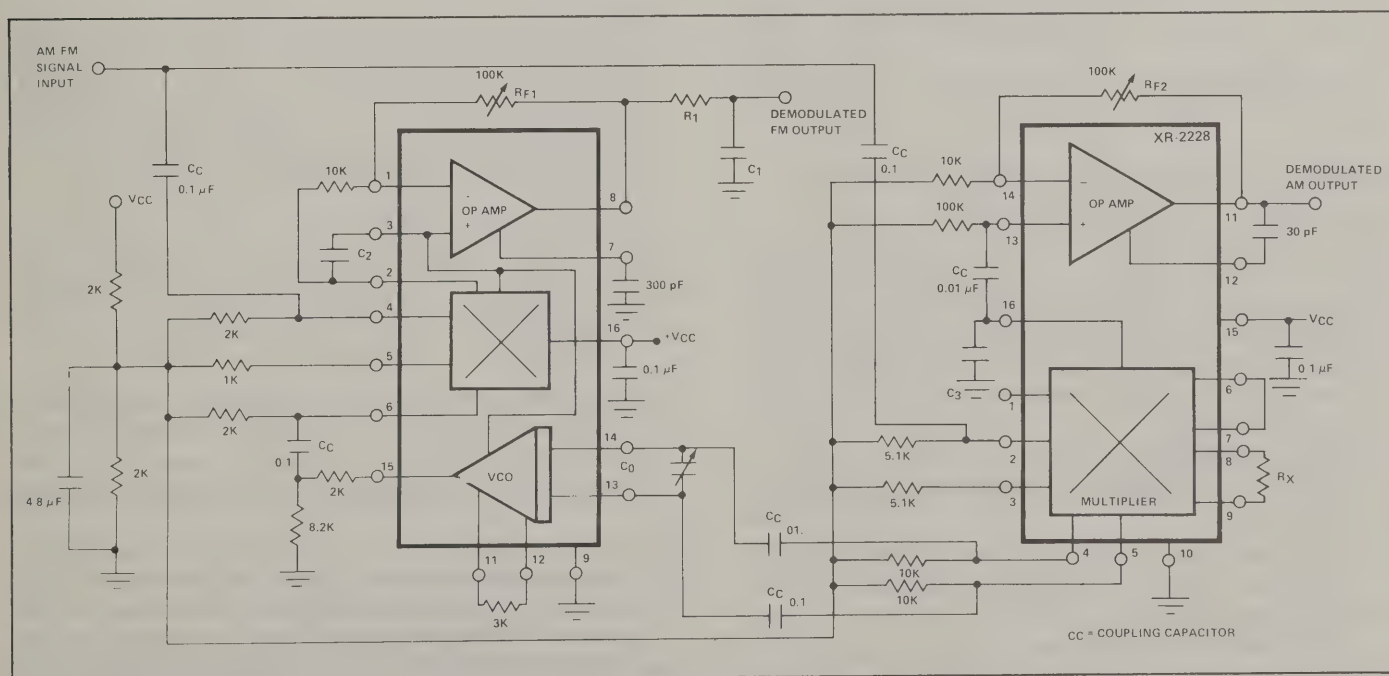 AM FM
SIGNAL
INPUT
CC
0.1 µF
VCC
2K
2K
1K
2K
CC
0 1
2K
8.2K
2K
4 8 µF
100K
RF1
10K
1
3
C2
2
4
5
6
15
OP AMP
-
+
8
7
300 pF
16
+VCC
0.1 µF
VCO
14
13
C0
11
12
9
3K
R1
DEMODULATED
FM OUTPUT
C1
CC
0.1
CC
01.
CC
0.1
100K
RF2
XR-2228
10K
14
100K
13
CC
0.01 µF
16
C3
1
5.1K
2
5.1K
3
10K
10K
OP AMP
−
+
DEMODULATED
AM OUTPUT
11
30 pF
12
VCC
15
0 1 µF
6
7
8
RX
9
MULTIPLIER
4
5
10
CC = COUPLING CAPACITOR